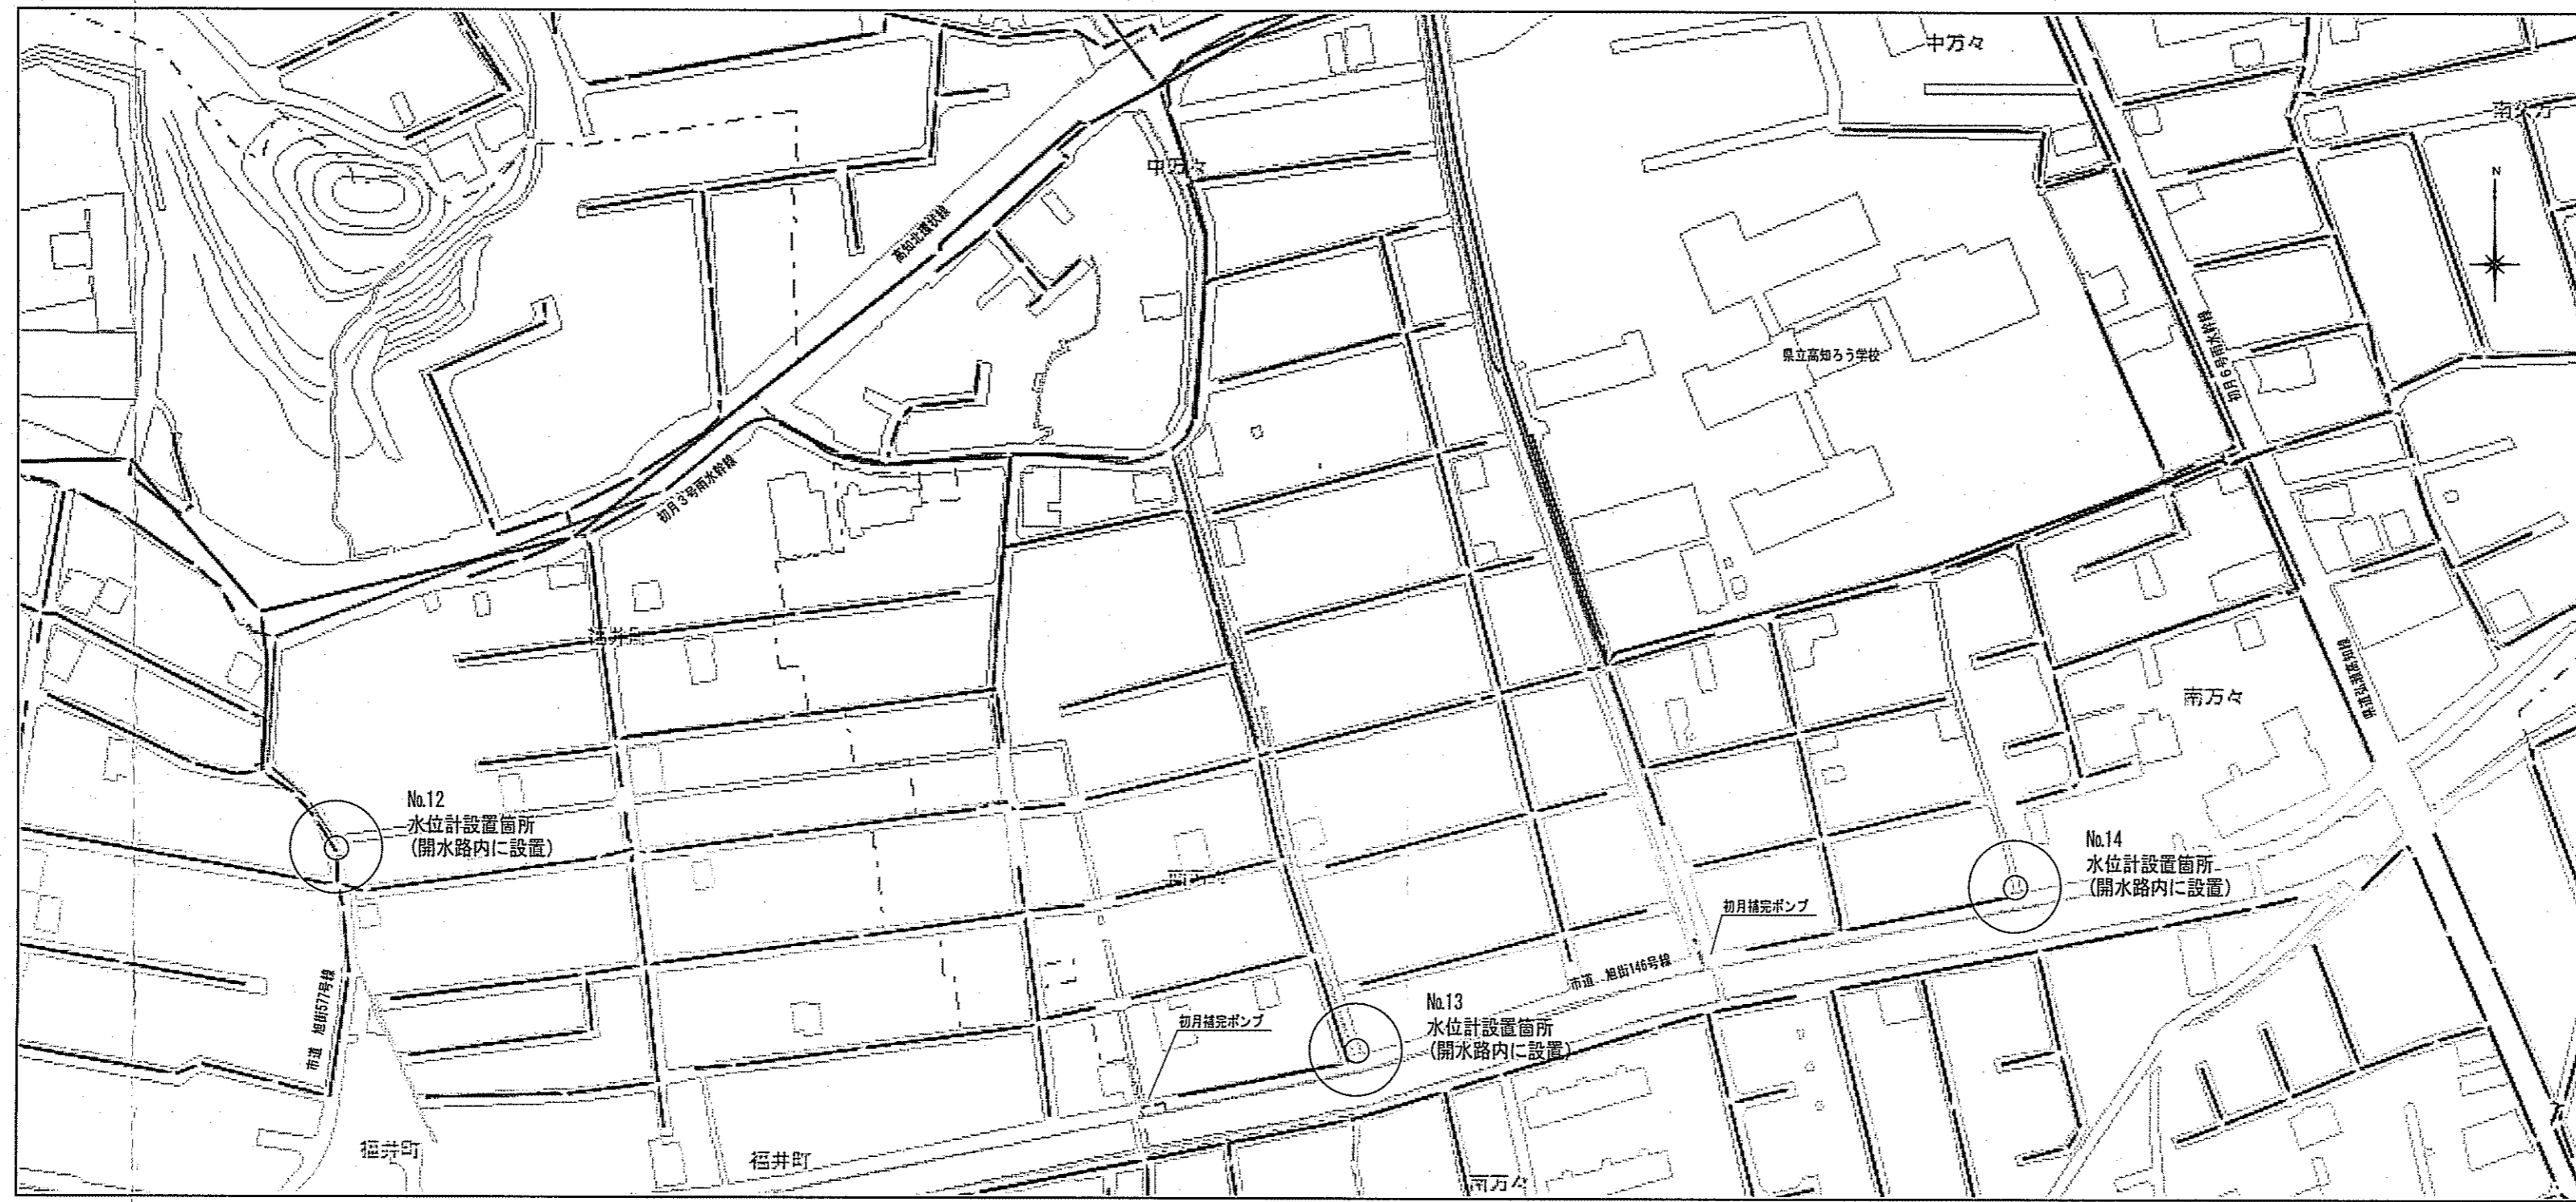 中万々
南久万
N
中万々
高知北環状線
県立高知ろう学校
初月6号雨水幹線
初月3号雨水幹線
福井町
県道弘瀬高知線
南万々
No.12
水位計設置箇所
(開水路内に設置)
No.14
水位計設置箇所
(開水路内に設置)
南万々
初月補完ポンプ
市道 旭街146号線
市道 旭街577号線
No.13
水位計設置箇所
(開水路内に設置)
初月補完ポンプ
福井町
福井町
南万々